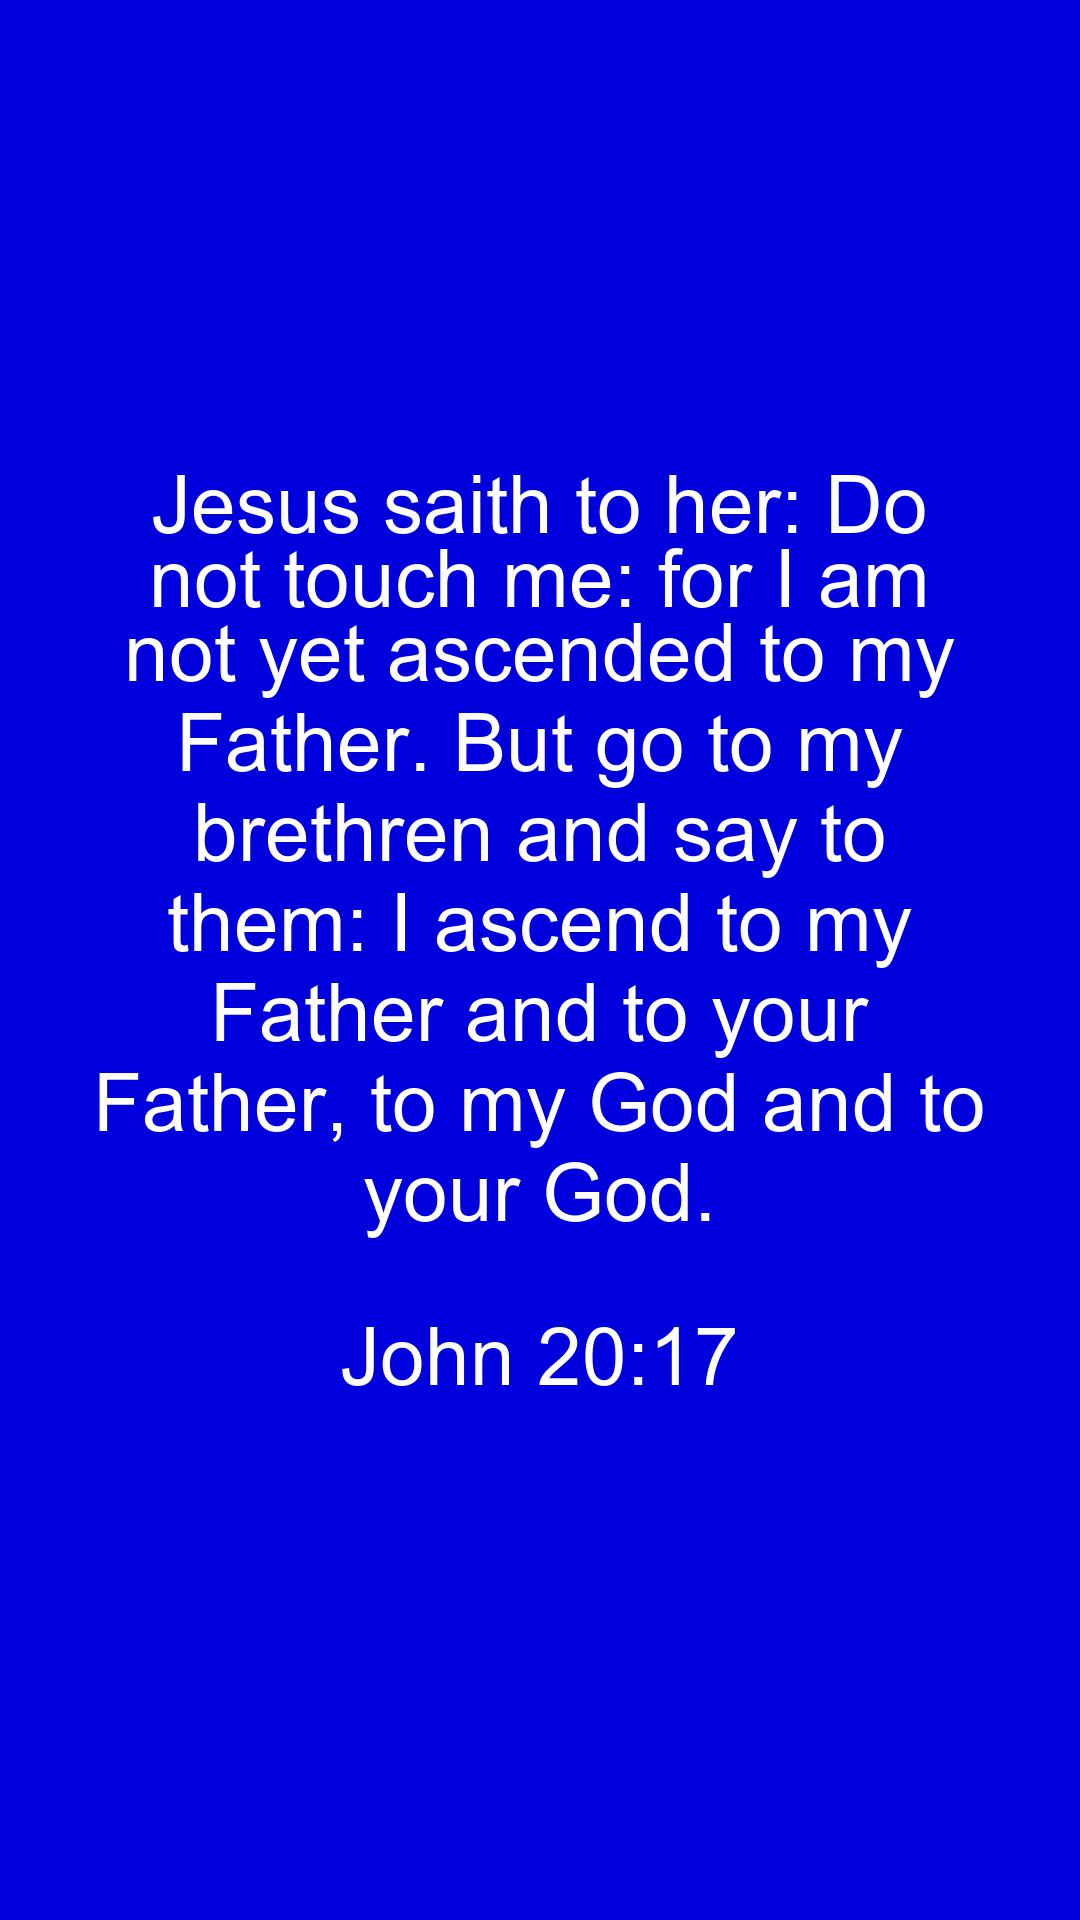 Jesus saith to her: Do
not touch me: for I am
not yet ascended to my
Father. But go to my
brethren and say to
them: I ascend to my
Father and to your
Father, to my God and to
your God.
John 20:17